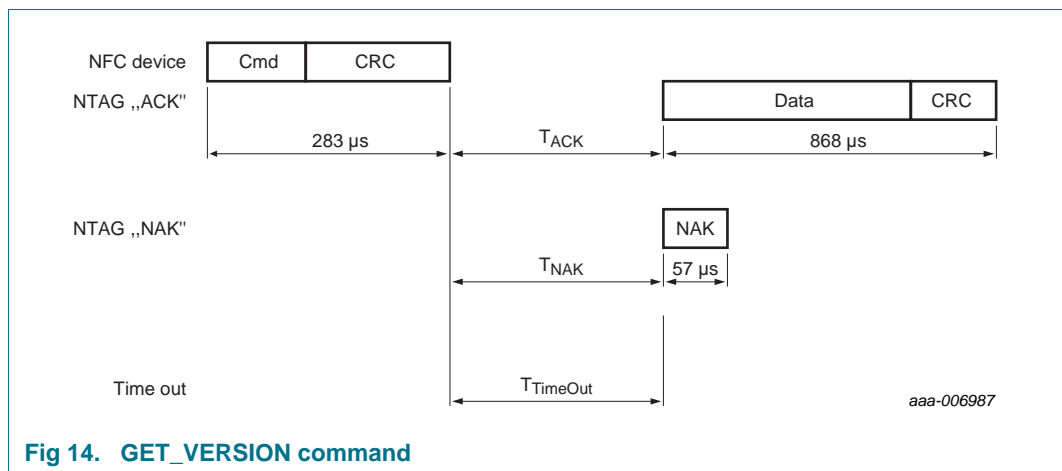 NFC device Cmd CRC
NTAG ,,ACK" Data CRC
283 µs TACK 868 µs
NTAG ,,NAK" NAK
TNAK 57 µs
Time out TTimeOut
aaa-006987
Fig 14. GET_VERSION command